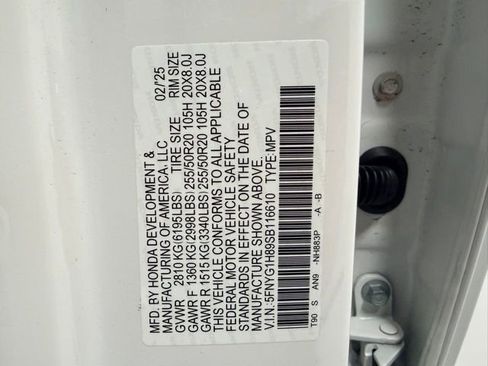 MFD. BY HONDA DEVELOPMENT & 02/'25
MANUFACTURING OF AMERICA, LLC
GVWR 2810 KG(6195LBS) TIRE SIZE RIM SIZE
GAWR F 1360 KG(2998LBS) 255/50R20 105H 20X8.0J
GAWR R 1515 KG(3340LBS) 255/50R20 105H 20X8.0J
THIS VEHICLE CONFORMS TO ALL APPLICABLE
FEDERAL MOTOR VEHICLE SAFETY
STANDARDS IN EFFECT ON THE DATE OF
MANUFACTURE SHOWN ABOVE.
V.I.N.: 5FNYG1H89SB116610 TYPE:MPV
T90 S AN9 -NH883P -A -B